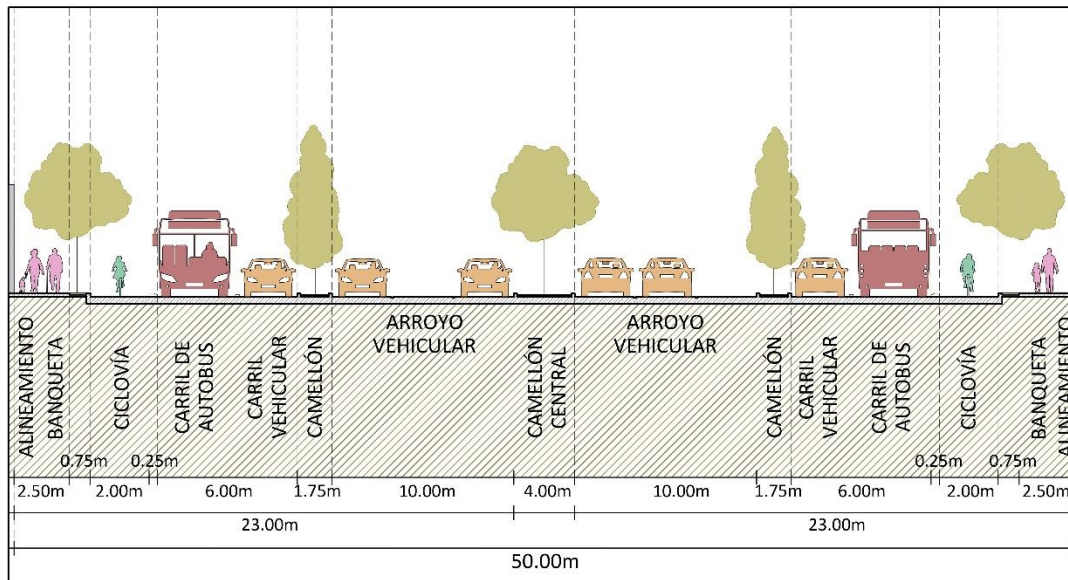 ARROYO
VEHICULAR
ARROYO
VEHICULAR
ALINEAMIENTO
BANQUETA
CICLOVÍA
CARRIL DE
AUTOBUS
CARRIL
VEHICULAR
CAMELLÓN
CAMELLÓN
CENTRAL
CAMELLÓN
CARRIL
VEHICULAR
CARRIL DE
AUTOBUS
CICLOVÍA
BANQUETA
ALINEAMIENTO
0.75m 0.25m 0.25m 0.75m
2.50m 2.00m 6.00m 1.75m 10.00m 4.00m 10.00m 1.75m 6.00m 2.00m 2.50m
23.00m 23.00m
50.00m